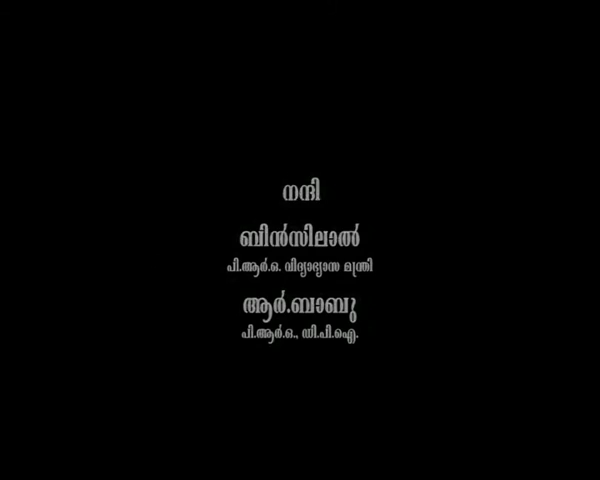 നന്ദി
ബിൻസിലാൽ
പി.ആർ.ഒ. വിദ്യാഭ്യാസ മന്ത്രി
ആർ.ബാബു
പി.ആർ.ഒ., ഡി.പി.ഐ.